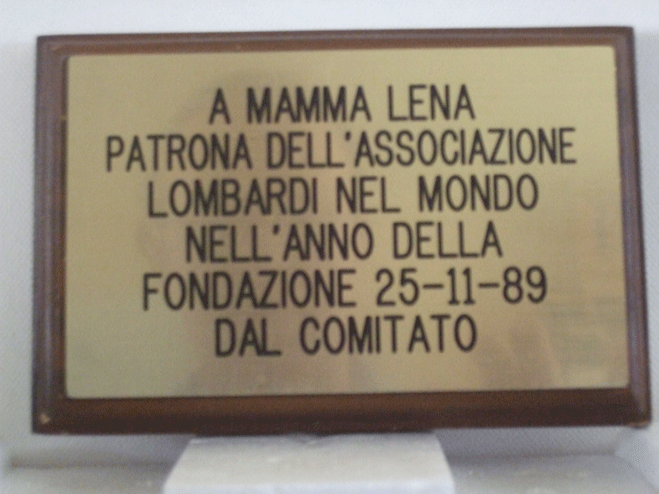 A MAMMA LENA
PATRONA DELL'ASSOCIAZIONE
LOMBARDI NEL MONDO
NELL'ANNO DELLA
FONDAZIONE 25-11-89
DAL COMITATO